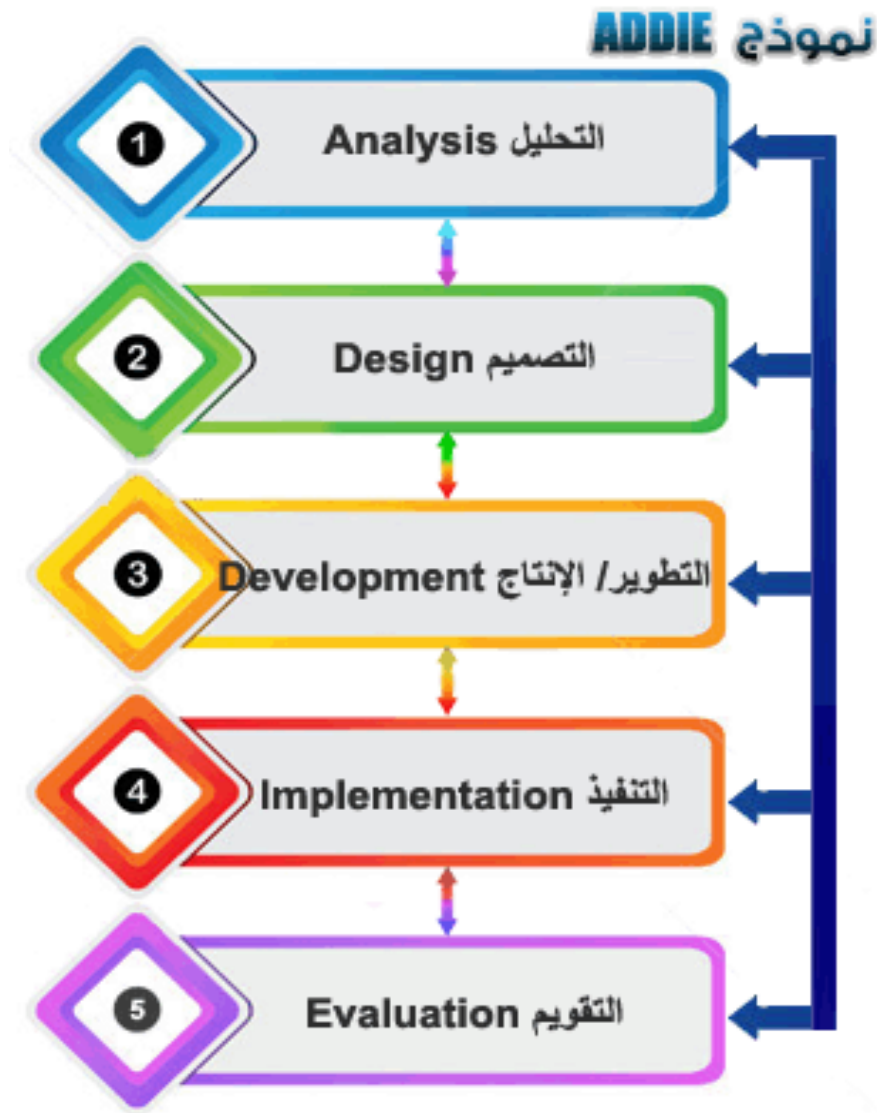 نموذج ADDIE
1
التحليل Analysis
2
التصميم Design
3
التطوير/ الإنتاج Development
4
التنفيذ Implementation
5
التقويم Evaluation